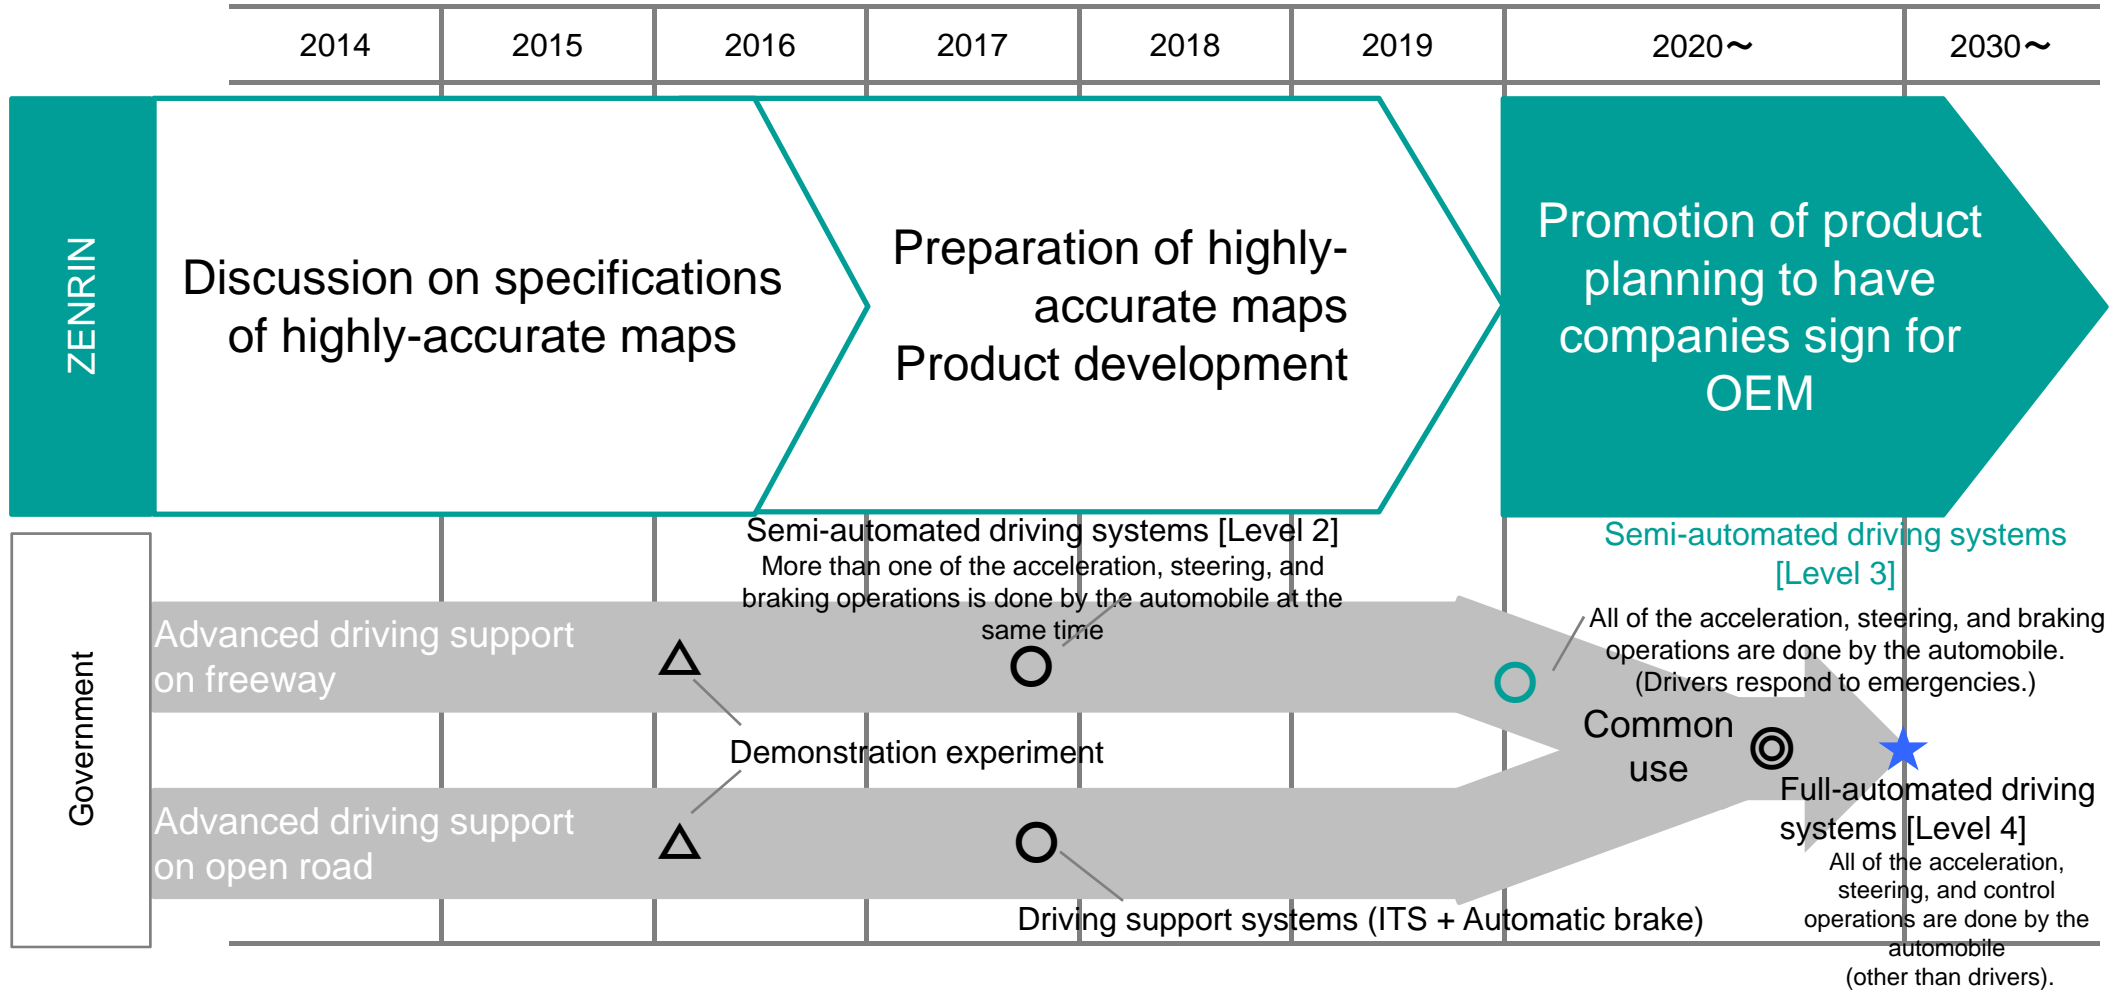 2014 2015 2016 2017 2018 2019 2020～ 2030～
ZENRIN
Discussion on specifications
of highly-accurate maps
Preparation of highly-
accurate maps
Product development
Promotion of product
planning to have
companies sign for
OEM
Government
Semi-automated driving systems [Level 2]
More than one of the acceleration, steering, and
braking operations is done by the automobile at the
same time
Semi-automated driving systems
[Level 3]
All of the acceleration, steering, and braking
operations are done by the automobile.
(Drivers respond to emergencies.)
Advanced driving support
on freeway
Demonstration experiment
Common
use
Advanced driving support
on open road
Driving support systems (ITS + Automatic brake)
Full-automated driving
systems [Level 4]
All of the acceleration,
steering, and control
operations are done by the
automobile
(other than drivers).